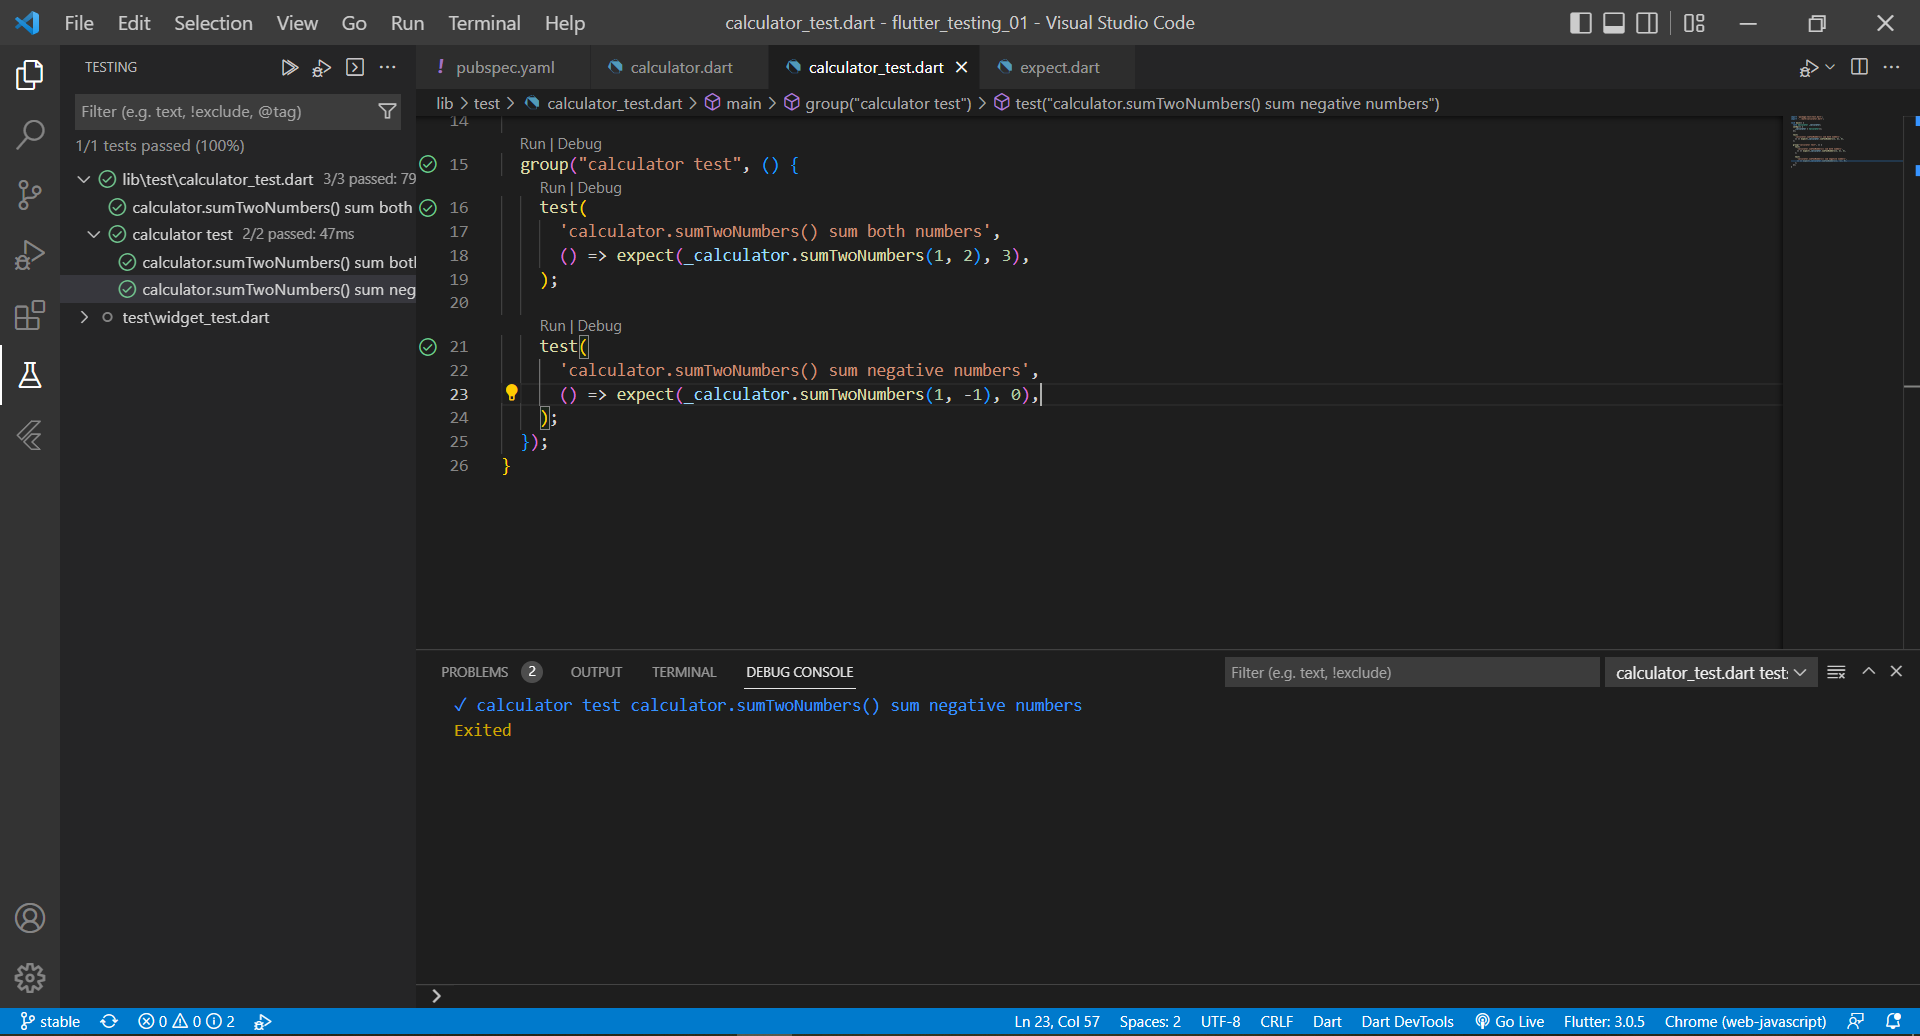 File Edit Selection View Go Run Terminal Help
calculator_test.dart - flutter_testing_01 - Visual Studio Code
TESTING
Filter (e.g. text, !exclude, @tag)
1/1 tests passed (100%)
lib\test\calculator_test.dart 3/3 passed: 79
calculator.sumTwoNumbers() sum both
calculator test 2/2 passed: 47ms
calculator.sumTwoNumbers() sum bot
calculator.sumTwoNumbers() sum neg
test\widget_test.dart
! pubspec.yaml calculator.dart calculator_test.dart expect.dart
lib > test > calculator_test.dart > main > group("calculator test") > test("calculator.sumTwoNumbers() sum negative numbers")
14
Run | Debug
15 group("calculator test", () {
Run | Debug
16 test(
17 'calculator.sumTwoNumbers() sum both numbers',
18 () => expect(_calculator.sumTwoNumbers(1, 2), 3),
19 );
20
Run | Debug
21 test(
22 'calculator.sumTwoNumbers() sum negative numbers',
23 () => expect(_calculator.sumTwoNumbers(1, -1), 0),
24 );
25 });
26 }
PROBLEMS 2 OUTPUT TERMINAL DEBUG CONSOLE
Filter (e.g. text, !exclude)
calculator_test.dart test
✓ calculator test calculator.sumTwoNumbers() sum negative numbers
Exited
>
stable 0 0 2
Ln 23, Col 57 Spaces: 2 UTF-8 CRLF Dart Dart DevTools Go Live Flutter: 3.0.5 Chrome (web-javascript)